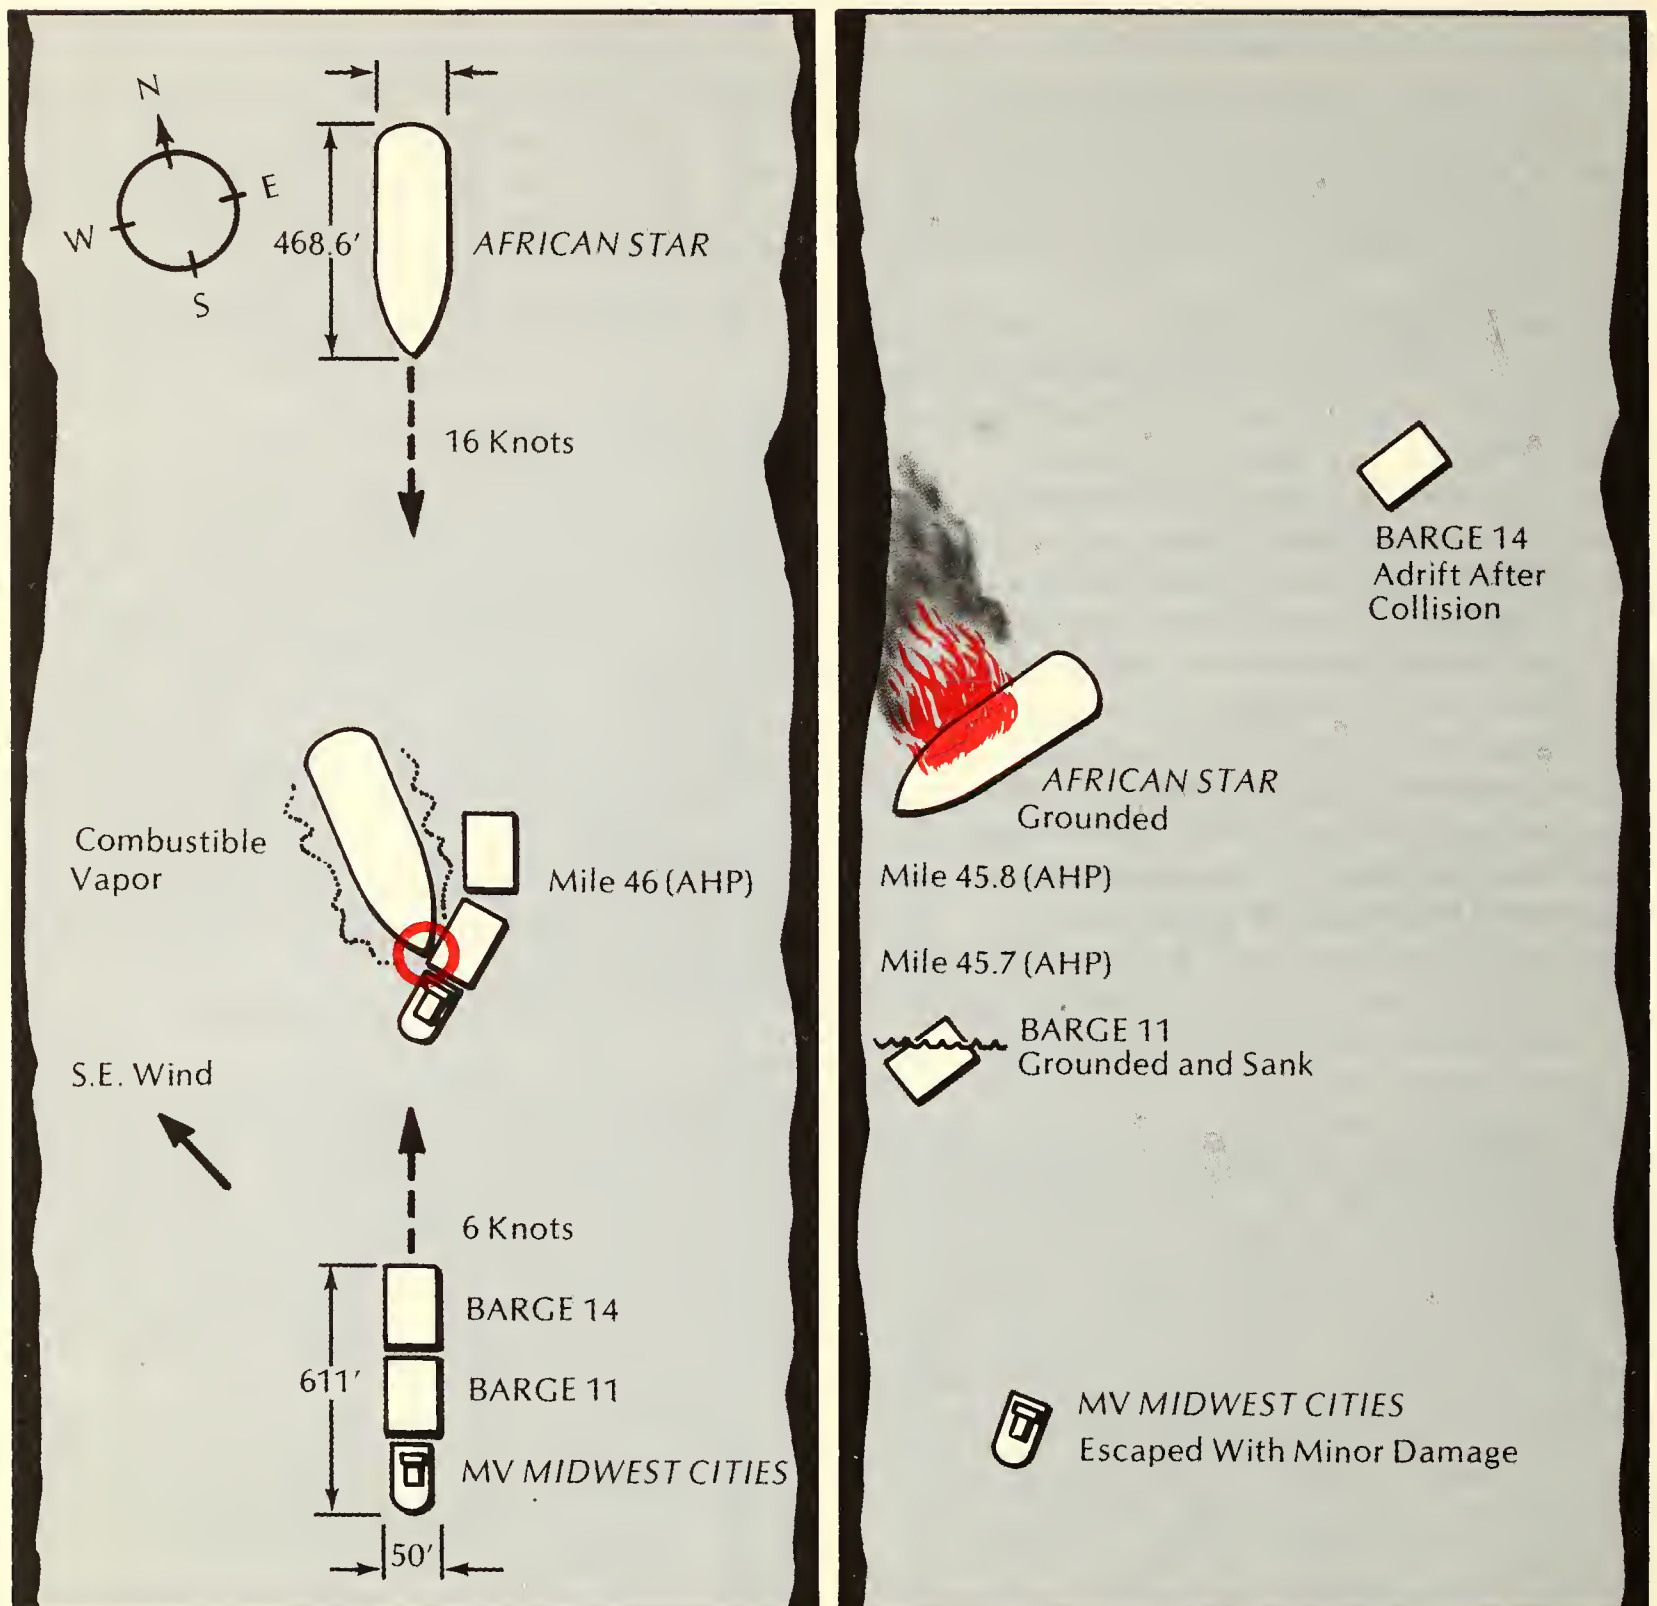 N
E
W
S
468.6′
AFRICAN STAR
16 Knots
Combustible
Vapor
Mile 46 (AHP)
S.E. Wind
6 Knots
BARGE 14
611′
BARGE 11
MV MIDWEST CITIES
50′
BARGE 14
Adrift After
Collision
AFRICAN STAR
Grounded
Mile 45.8 (AHP)
Mile 45.7 (AHP)
BARGE 11
Grounded and Sank
MV MIDWEST CITIES
Escaped With Minor Damage